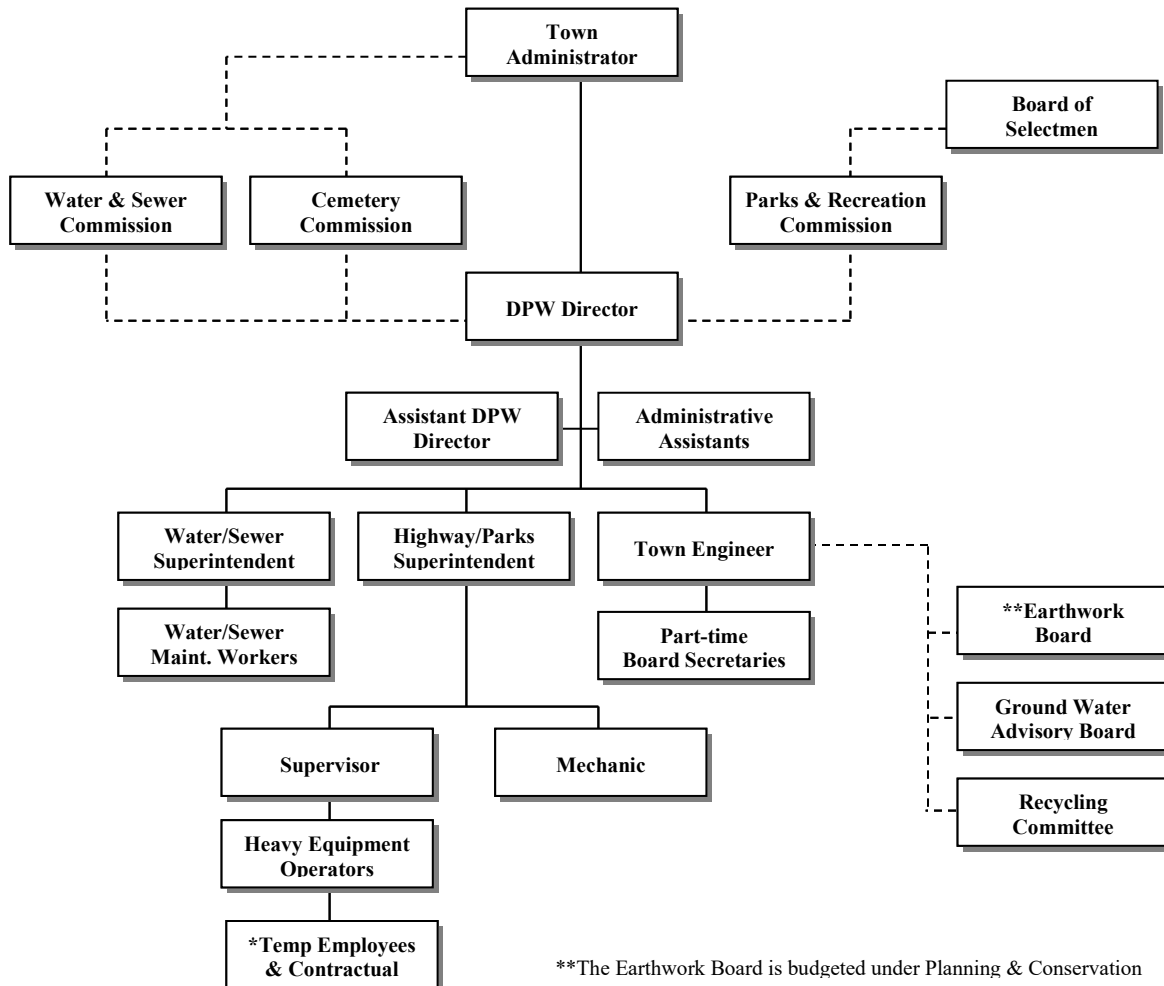 Town
Administrator
Board of
Selectmen
Water & Sewer
Commission
Cemetery
Commission
Parks & Recreation
Commission
DPW Director
Assistant DPW
Director
Administrative
Assistants
Water/Sewer
Superintendent
Highway/Parks
Superintendent
Town Engineer
Water/Sewer
Maint. Workers
Part-time
Board Secretaries
**Earthwork
Board
Ground Water
Advisory Board
Supervisor
Mechanic
Recycling
Committee
Heavy Equipment
Operators
*Temp Employees
& Contractual
**The Earthwork Board is budgeted under Planning & Conservation